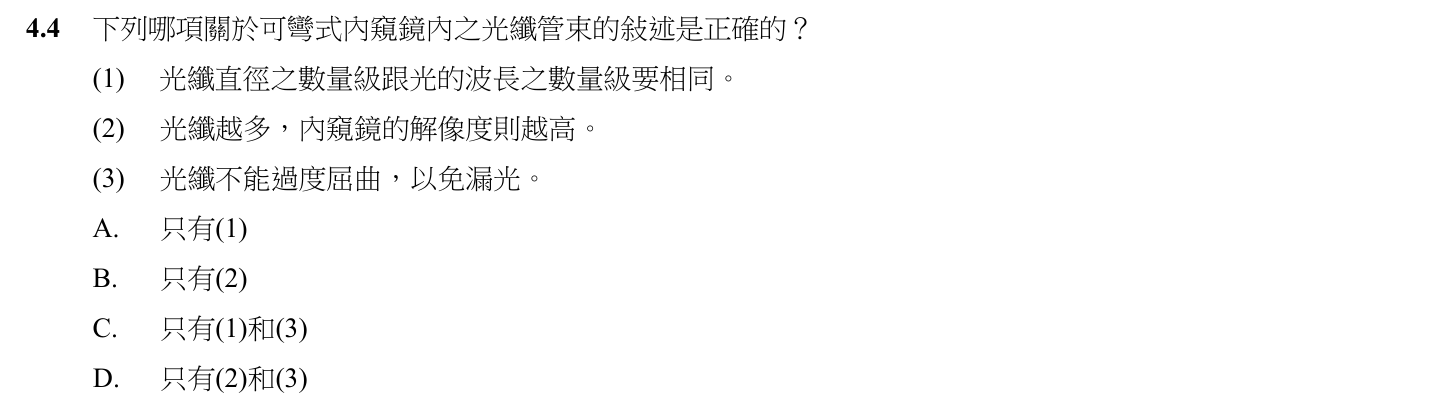 4.4 下列哪項關於可彎式內窺鏡內之光纖管束的敍述是正確的？
(1) 光纖直徑之數量級跟光的波長之數量級要相同。
(2) 光纖越多，內窺鏡的解像度則越高。
(3) 光纖不能過度屈曲，以免漏光。
A. 只有(1)
B. 只有(2)
C. 只有(1)和(3)
D. 只有(2)和(3)